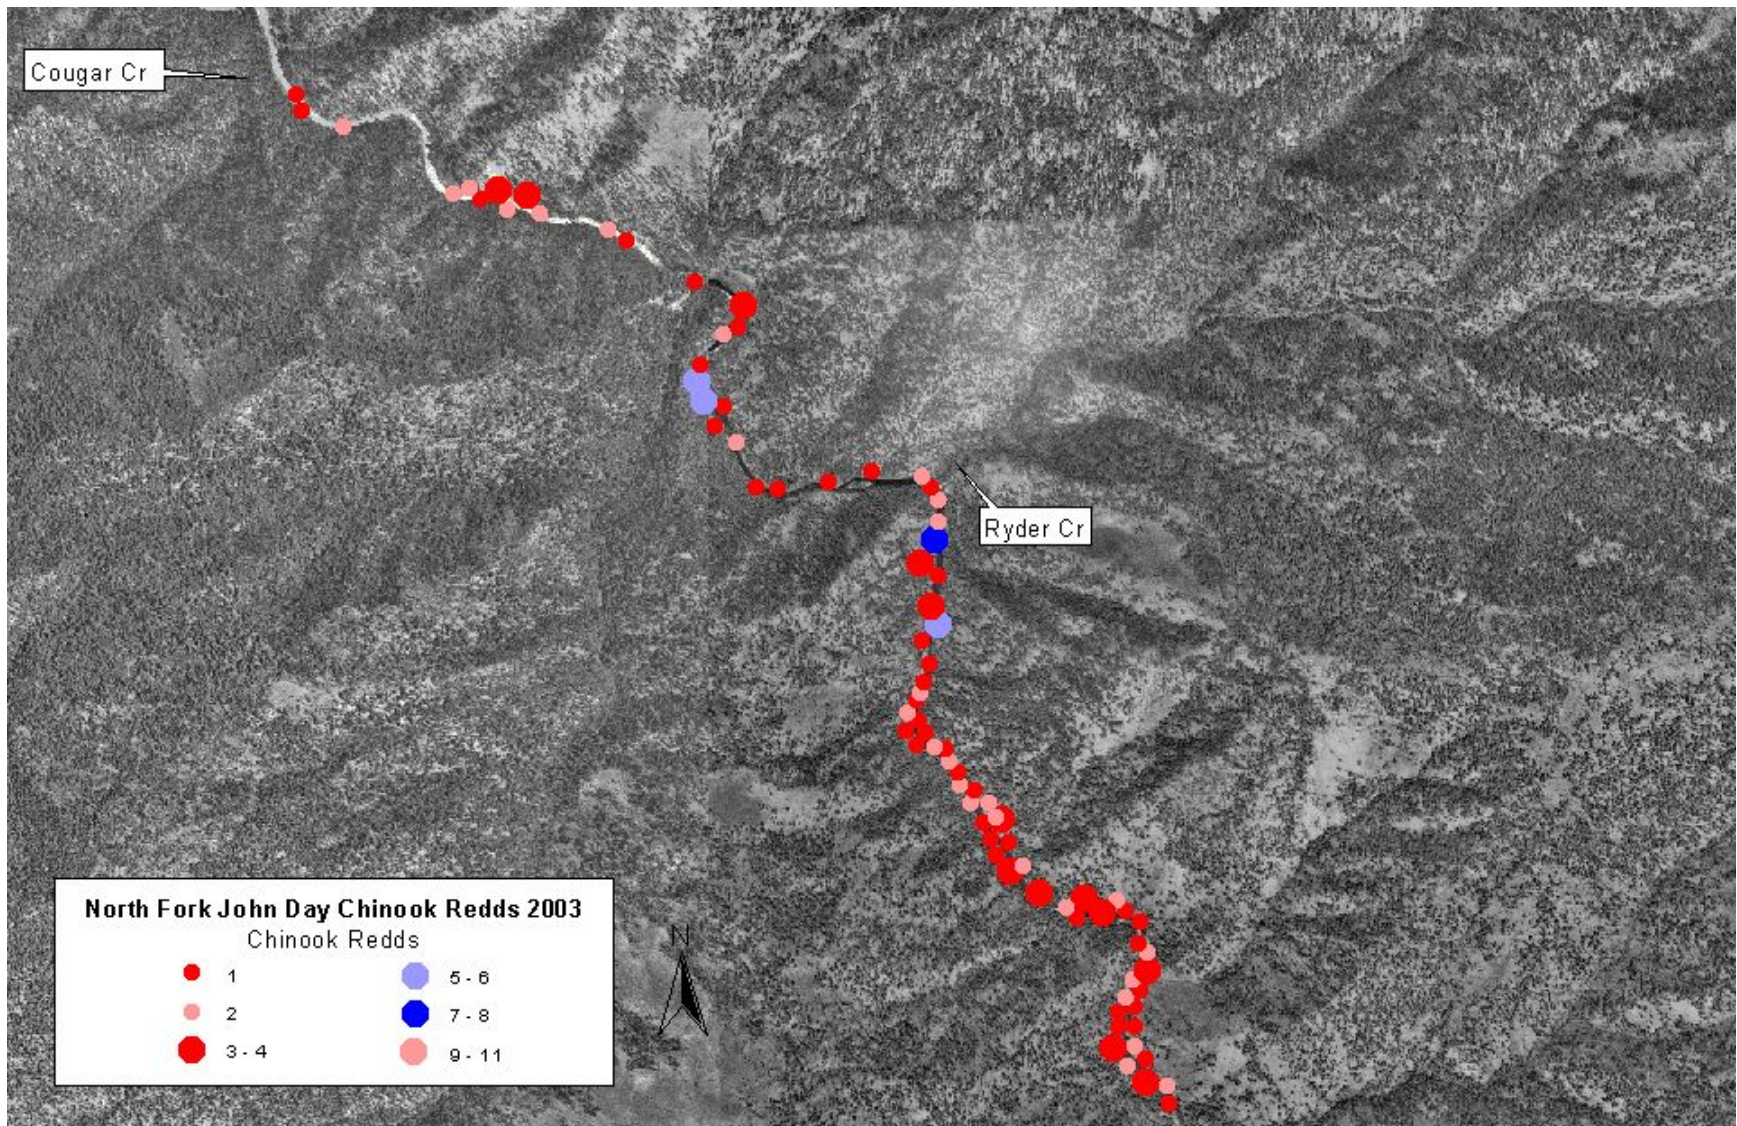 Cougar Cr
Ryder Cr
North Fork John Day Chinook Redds 2003
Chinook Redds
1
2
3 - 4
5 - 6
7 - 8
9 - 11
N